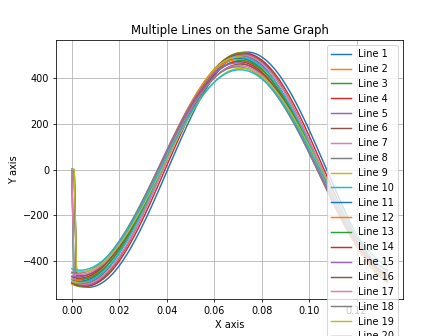 Multiple Lines on the Same Graph
Y axis
400
200
0
−200
−400
0.00
0.02
0.04
0.06
0.08
0.10
X axis
Line 1
Line 2
Line 3
Line 4
Line 5
Line 6
Line 7
Line 8
Line 9
Line 10
Line 11
Line 12
Line 13
Line 14
Line 15
Line 16
Line 17
Line 18
Line 19
Line 20